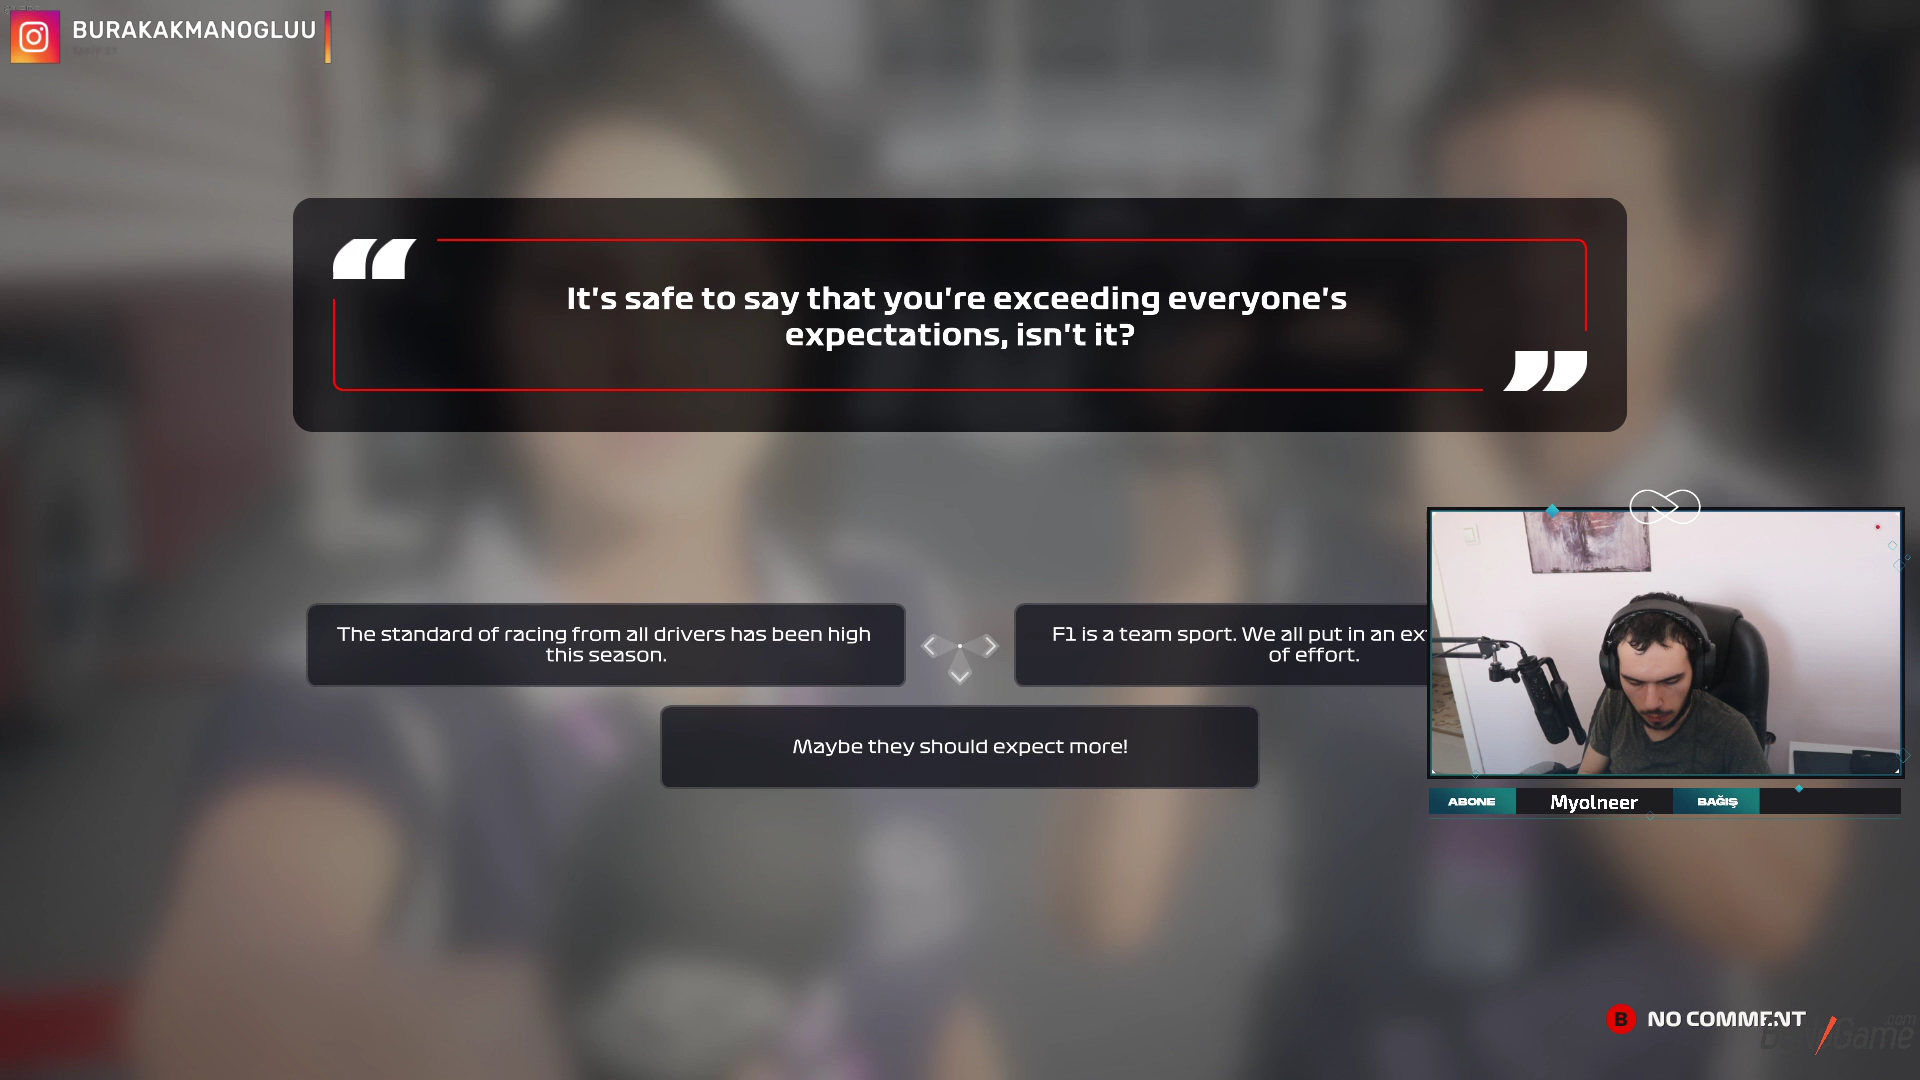 BURAKAKMANOGLUU
It's safe to say that you're exceeding everyone's
expectations, isn't it?
The standard of racing from all drivers has been high
this season.
F1 is a team sport. We all put in an
of effort.
Maybe they should expect more!
ABONE
Myolneer
BAĞIŞ
B NO COMMENT